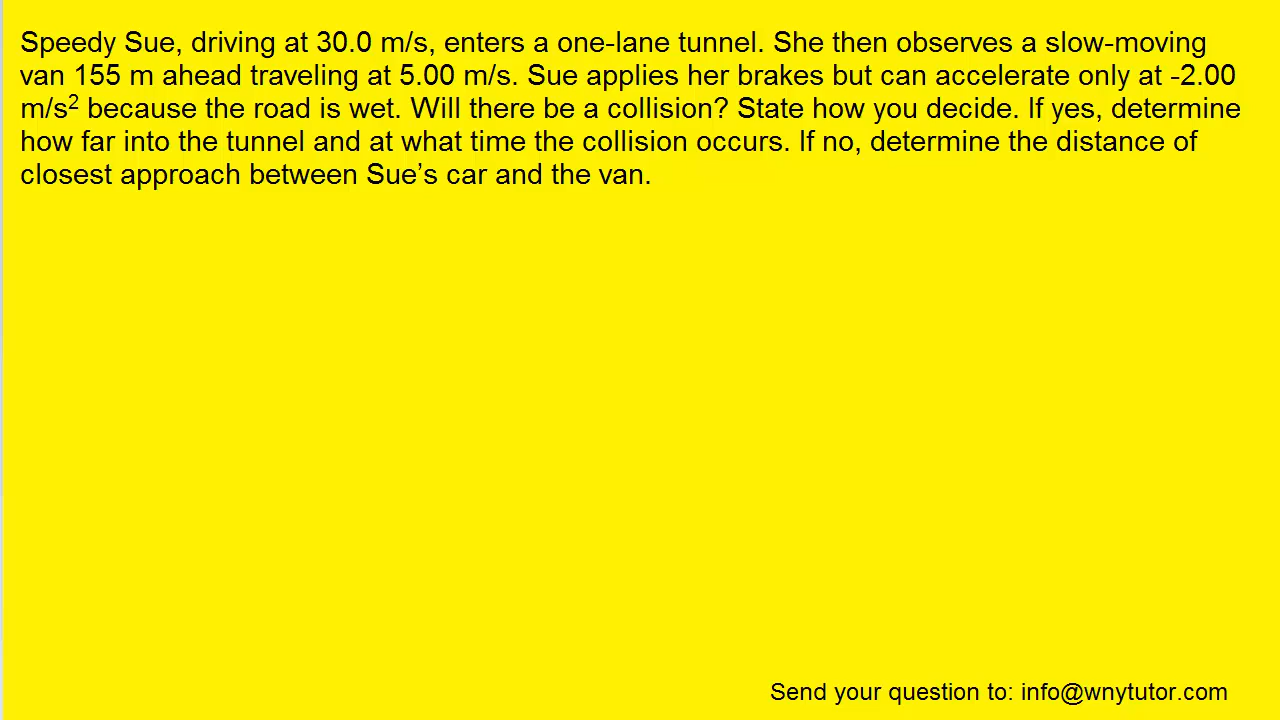 Speedy Sue, driving at 30.0 m/s, enters a one-lane tunnel. She then observes a slow-moving
van 155 m ahead traveling at 5.00 m/s. Sue applies her brakes but can accelerate only at -2.00
m/s² because the road is wet. Will there be a collision? State how you decide. If yes, determine
how far into the tunnel and at what time the collision occurs. If no, determine the distance of
closest approach between Sue’s car and the van.
Send your question to: info@wnytutor.com